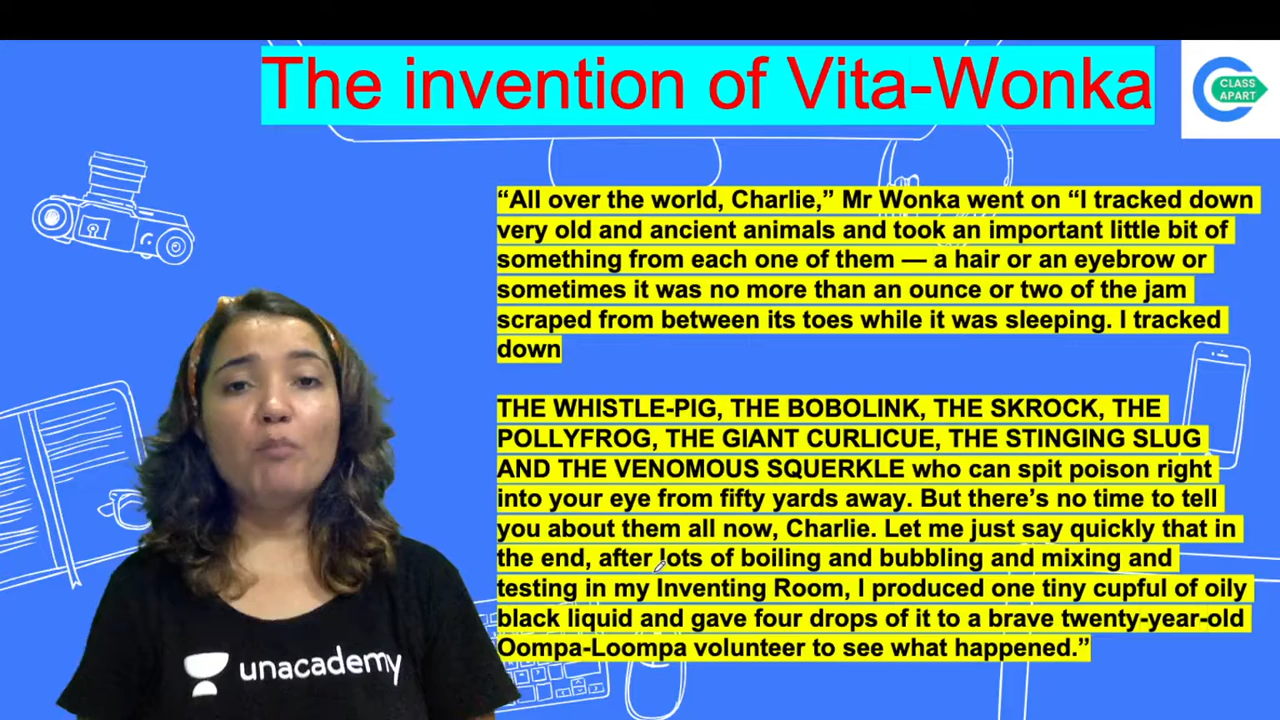 The invention of Vita-Wonka
CLASS
APART
“All over the world, Charlie,” Mr Wonka went on “I tracked down
very old and ancient animals and took an important little bit of
something from each one of them — a hair or an eyebrow or
sometimes it was no more than an ounce or two of the jam
scraped from between its toes while it was sleeping. I tracked
down
THE WHISTLE-PIG, THE BOBOLINK, THE SKROCK, THE
POLLYFROG, THE GIANT CURLICUE, THE STINGING SLUG
AND THE VENOMOUS SQUERKLE who can spit poison right
into your eye from fifty yards away. But there’s no time to tell
you about them all now, Charlie. Let me just say quickly that in
the end, after lots of boiling and bubbling and mixing and
testing in my Inventing Room, I produced one tiny cupful of oily
black liquid and gave four drops of it to a brave twenty-year-old
Oompa-Loompa volunteer to see what happened.”
unacademy